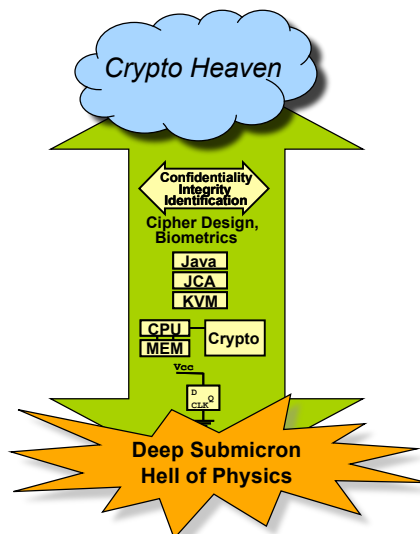 Crypto Heaven
Confidentiality
Integrity
Identification
Cipher Design,
Biometrics
Java
JCA
KVM
CPU
MEM
Crypto
Vcc
D
Q
CLK
Deep Submicron
Hell of Physics